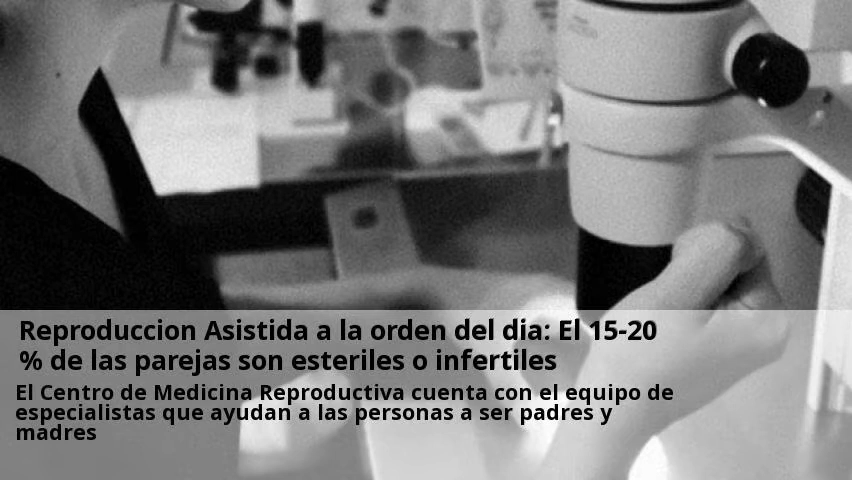 Reproduccion Asistida a la orden del dia: El 15-20
% de las parejas son esteriles o infertiles
El Centro de Medicina Reproductiva cuenta con el equipo de
especialistas que ayudan a las personas a ser padres y
madres